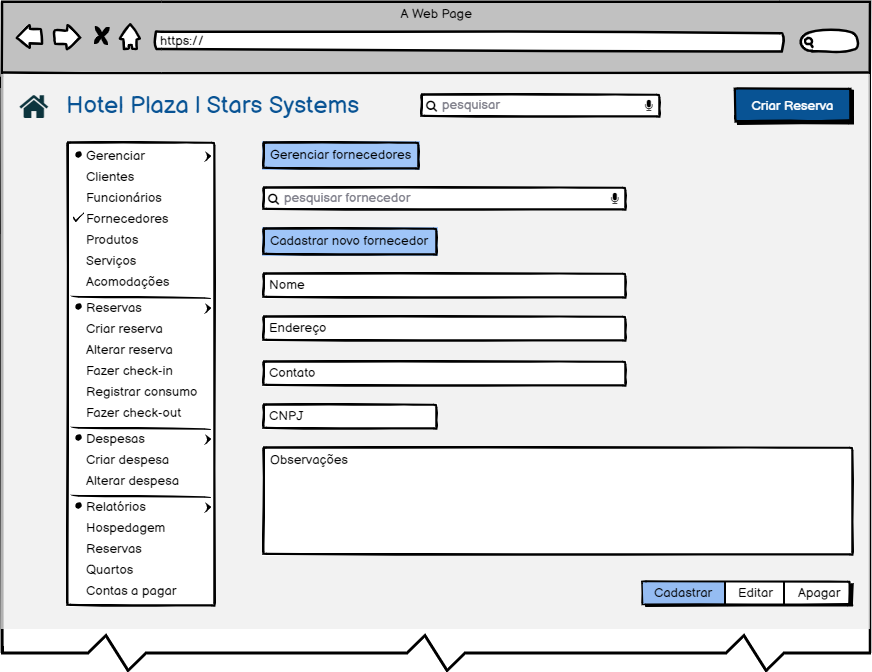 A Web Page
https://
Hotel Plaza | Stars Systems
pesquisar
Criar Reserva
Gerenciar
Clientes
Funcionários
Fornecedores
Produtos
Serviços
Acomodações
Reservas
Criar reserva
Alterar reserva
Fazer check-in
Registrar consumo
Fazer check-out
Despesas
Criar despesa
Alterar despesa
Relatórios
Hospedagem
Reservas
Quartos
Contas a pagar
Gerenciar fornecedores
pesquisar fornecedor
Cadastrar novo fornecedor
Nome
Endereço
Contato
CNPJ
Observações
Cadastrar
Editar
Apagar